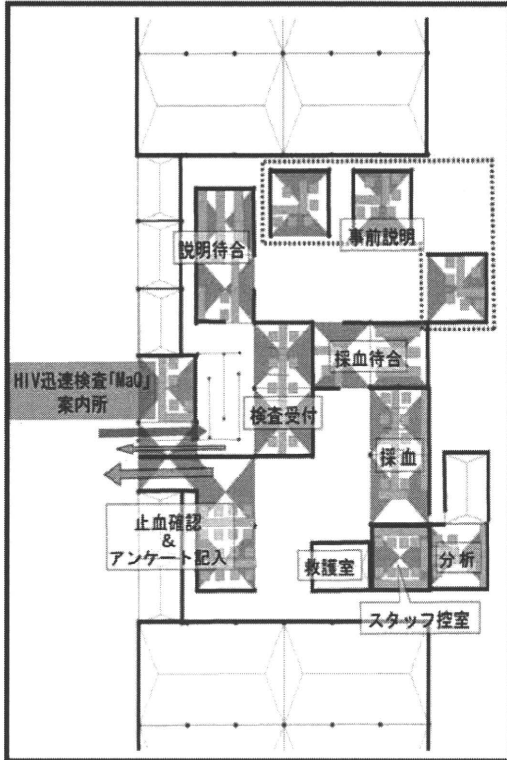 説明待合
事前説明
採血待合
HIV迅速検査「MaQ」
案内所
検査受付
採血
止血確認
&
アンケート記入
救護室
分析
スタッフ控室